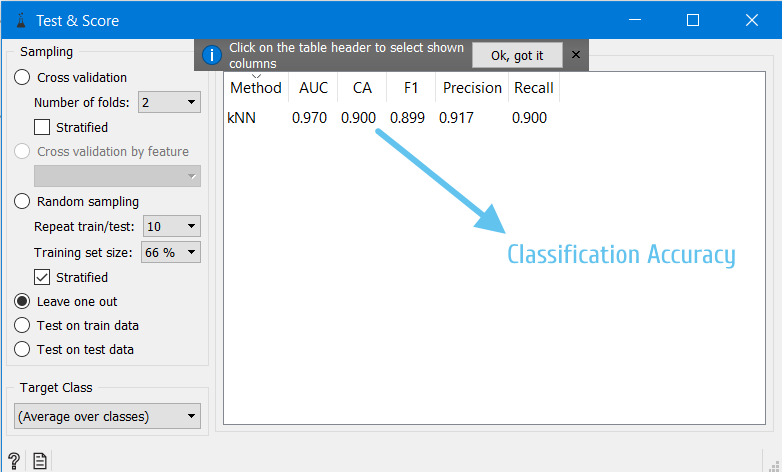 Test & Score
Sampling
Cross validation
Number of folds: 2
Stratified
Cross validation by feature
Random sampling
Repeat train/test: 10
Training set size: 66 %
Stratified
Leave one out
Test on train data
Test on test data
Target Class
(Average over classes)
Click on the table header to select shown
columns
Ok, got it
Method AUC CA F1 Precision Recall
kNN 0.970 0.900 0.899 0.917 0.900
Classification Accuracy